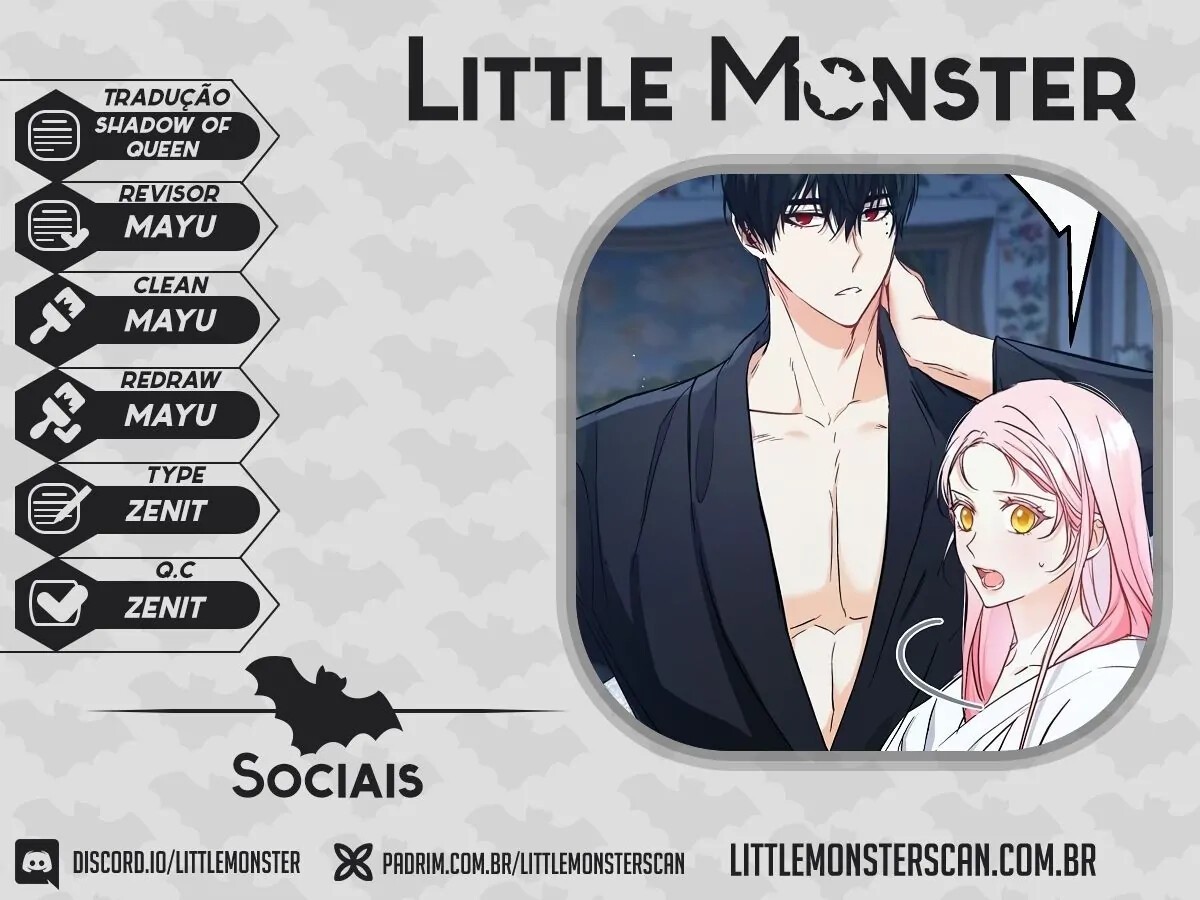 LITTLE MONSTER
TRADUÇÃO
SHADOW OF
QUEEN
REVISOR
MAYU
CLEAN
MAYU
REDRAW
MAYU
TYPE
ZENIT
Q.C
ZENIT
SOCIAIS
DISCORD.IO/LITTLEMONSTER
PADRIM.COM.BR/LITTLEMONSTERSCAN
LITTLEMONSTERSCAN.COM.BR